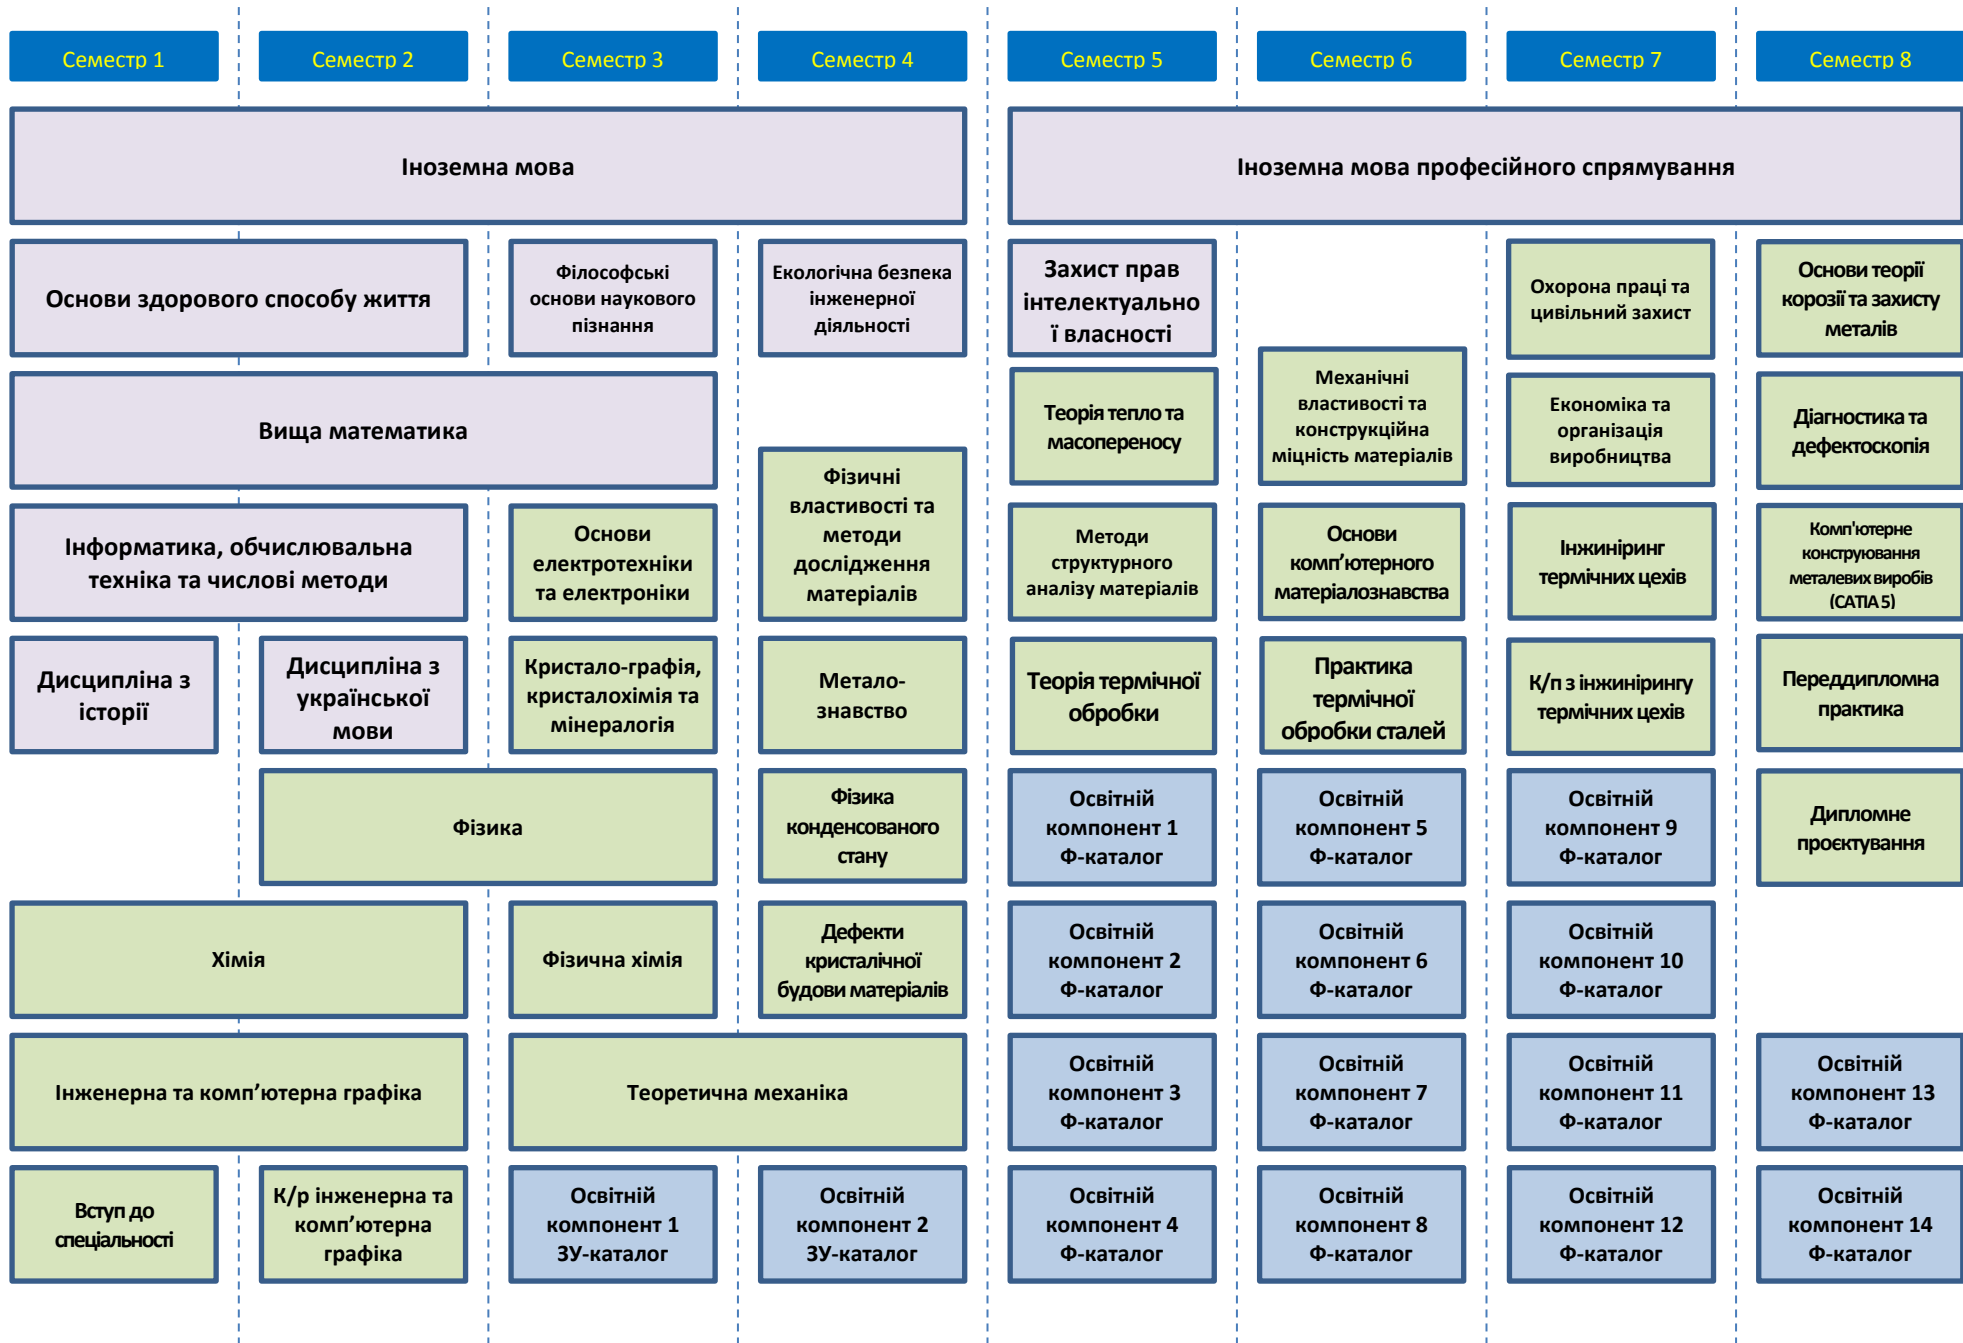 Семестр 1
Семестр 2
Семестр 3
Семестр 4
Семестр 5
Семестр 6
Семестр 7
Семестр 8
Іноземна мова
Іноземна мова професійного спрямування
Основи здорового способу життя
Філософські
основи наукового
пізнання
Екологічна безпека
інженерної
діяльності
Захист прав
інтелектуально
ї власності
Охорона праці та
цивільний захист
Основи теорії
корозії та захисту
металів
Вища математика
Теорія тепло та
масопереносу
Механічні
властивості та
конструкційна
міцність матеріалів
Економіка та
організація
виробництва
Діагностика та
дефектоскопія
Інформатика, обчислювальна
техніка та числові методи
Основи
електротехніки
та електроніки
Фізичні
властивості та
методи
дослідження
матеріалів
Методи
структурного
аналізу матеріалів
Основи
комп’ютерного
матеріалознавства
Інжиніринг
термічних цехів
Комп'ютерне
конструювання
металевих виробів
(CATIA 5)
Дисципліна з
історії
Дисципліна з
української
мови
Кристало-графія,
кристалохімія та
мінералогія
Метало-
знавство
Теорія термічної
обробки
Практика
термічної
обробки сталей
К/п з інжинірингу
термічних цехів
Переддипломна
практика
Фізика
Фізика
конденсованого
стану
Освітній
компонент 1
Ф-каталог
Освітній
компонент 5
Ф-каталог
Освітній
компонент 9
Ф-каталог
Дипломне
проєктування
Хімія
Фізична хімія
Дефекти
кристалічної
будови матеріалів
Освітній
компонент 2
Ф-каталог
Освітній
компонент 6
Ф-каталог
Освітній
компонент 10
Ф-каталог
Інженерна та комп’ютерна графіка
Теоретична механіка
Освітній
компонент 3
Ф-каталог
Освітній
компонент 7
Ф-каталог
Освітній
компонент 11
Ф-каталог
Освітній
компонент 13
Ф-каталог
Вступ до
спеціальності
К/р інженерна та
комп’ютерна
графіка
Освітній
компонент 1
ЗУ-каталог
Освітній
компонент 2
ЗУ-каталог
Освітній
компонент 4
Ф-каталог
Освітній
компонент 8
Ф-каталог
Освітній
компонент 12
Ф-каталог
Освітній
компонент 14
Ф-каталог